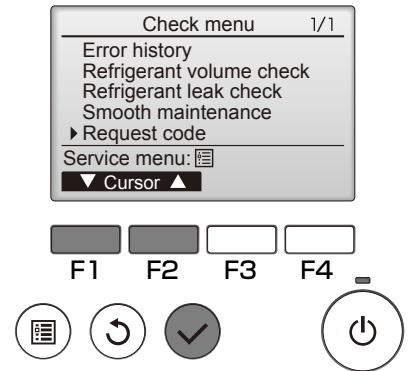 Check menu 1/1
Error history
Refrigerant volume check
Refrigerant leak check
Smooth maintenance
▶Request code
Service menu:
▼ Cursor ▲
F1 F2 F3 F4